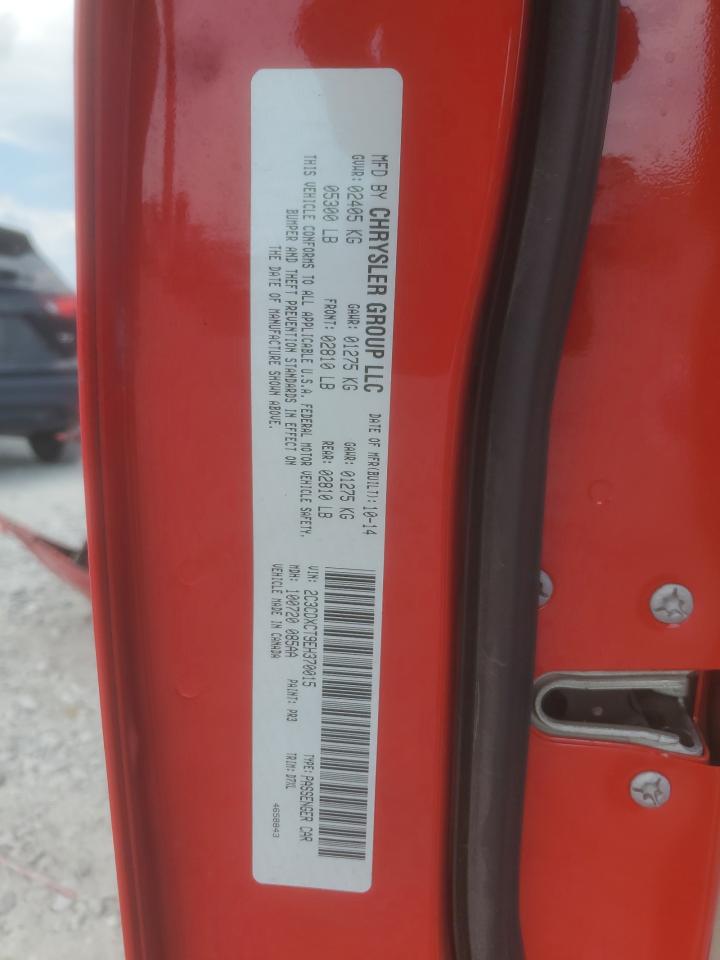 MFD BY CHRYSLER GROUP LLC DATE OF MFR(BUILT): 10-14
GVWR: 02405 KG GAWR: 01275 KG GAWR: 01275 KG
05300 LB FRONT: 02810 LB REAR: 02810 LB
THIS VEHICLE CONFORMS TO ALL APPLICABLE U.S.A. FEDERAL MOTOR VEHICLE SAFETY,
BUMPER AND THEFT PREVENTION STANDARDS IN EFFECT ON
THE DATE OF MANUFACTURE SHOWN ABOVE.
VIN: 2C3CDXCT9EH370015 TYPE: PASSENGER CAR
MDH: 100720 085AA PAINT: PR3 TRIM: D7XL
VEHICLE MADE IN CANADA 4658843